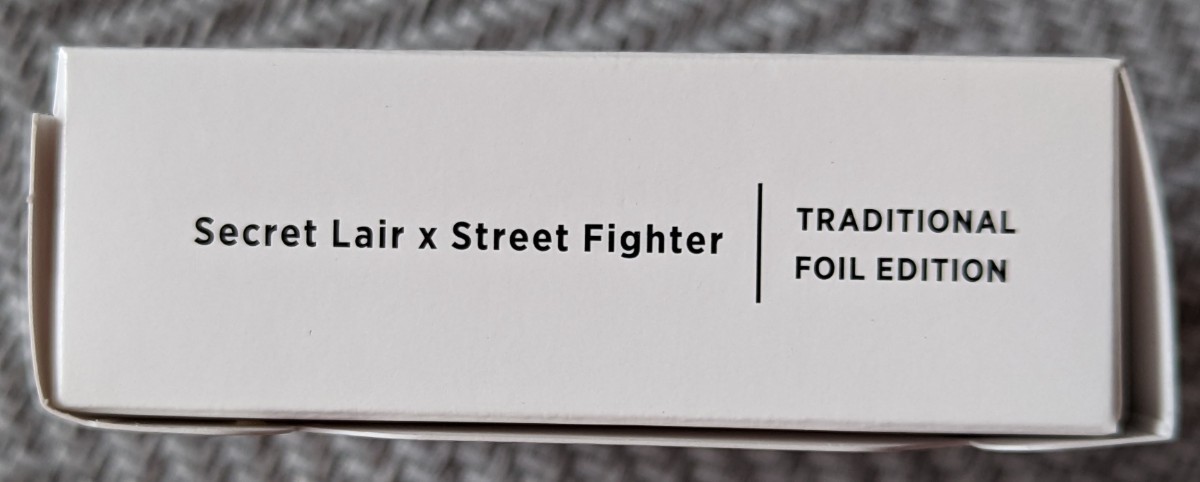 Secret Lair x Street Fighter
TRADITIONAL
FOIL EDITION